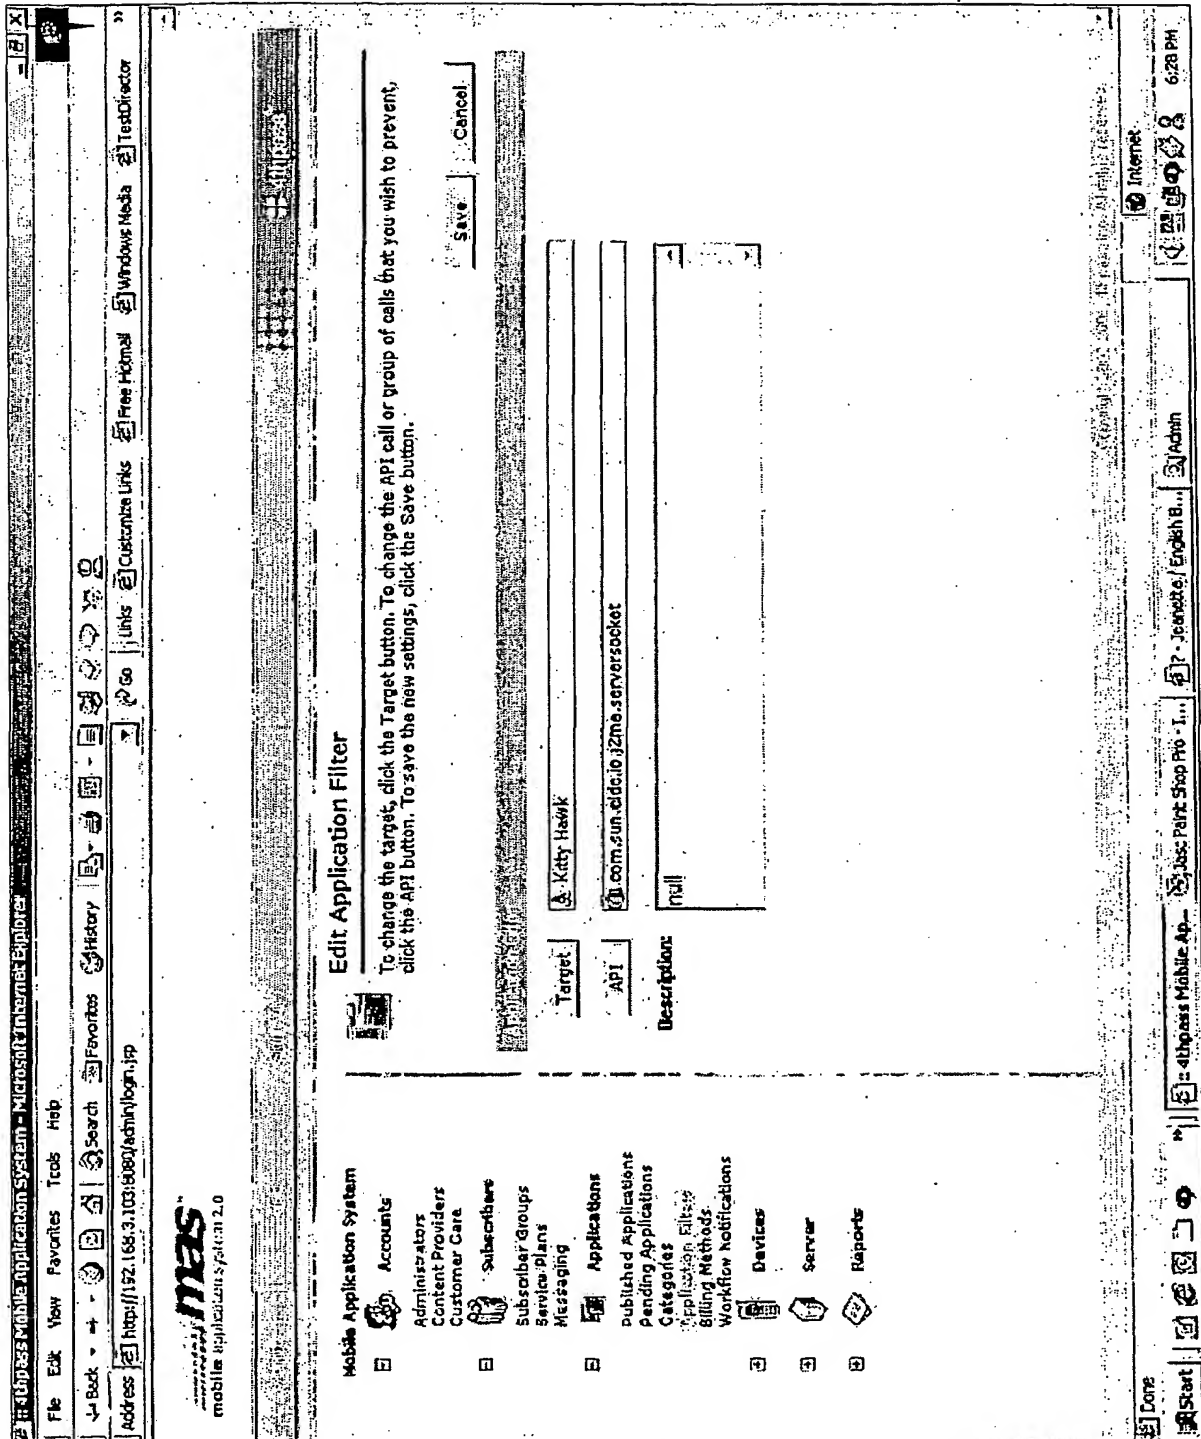 :: 4thpass Mobile Application System - Microsoft Internet Explorer
File Edit View Favorites Tools Help
Back Search Favorites History
Address http://192.168.3.103:8080/admin/login.jsp Go Links Customize Links Free Hotmail Windows Media TestDirector
mas
mobile application system 2.0
4thpass
Mobile Application System
Accounts
Administrators
Content Providers
Customer Care
Subscribers
Subscriber Groups
Service Plans
Messaging
Applications
Published Applications
Pending Applications
Categories
Application Filter
Billing Methods
Workflow Notifications
Devices
Server
Reports
Edit Application Filter
To change the target, click the Target button. To change the API call or group of calls that you wish to prevent,
click the API button. To save the new settings, click the Save button.
Save Cancel
Target Kitty Hawk
API com.sun.cldc.io.j2me.serversocket
Description:
null
Done Internet
Start :: 4thpass Mobile Ap... Jasc Paint Shop Pro - I... ? - Jeanette / English B... Admin 6:28 PM